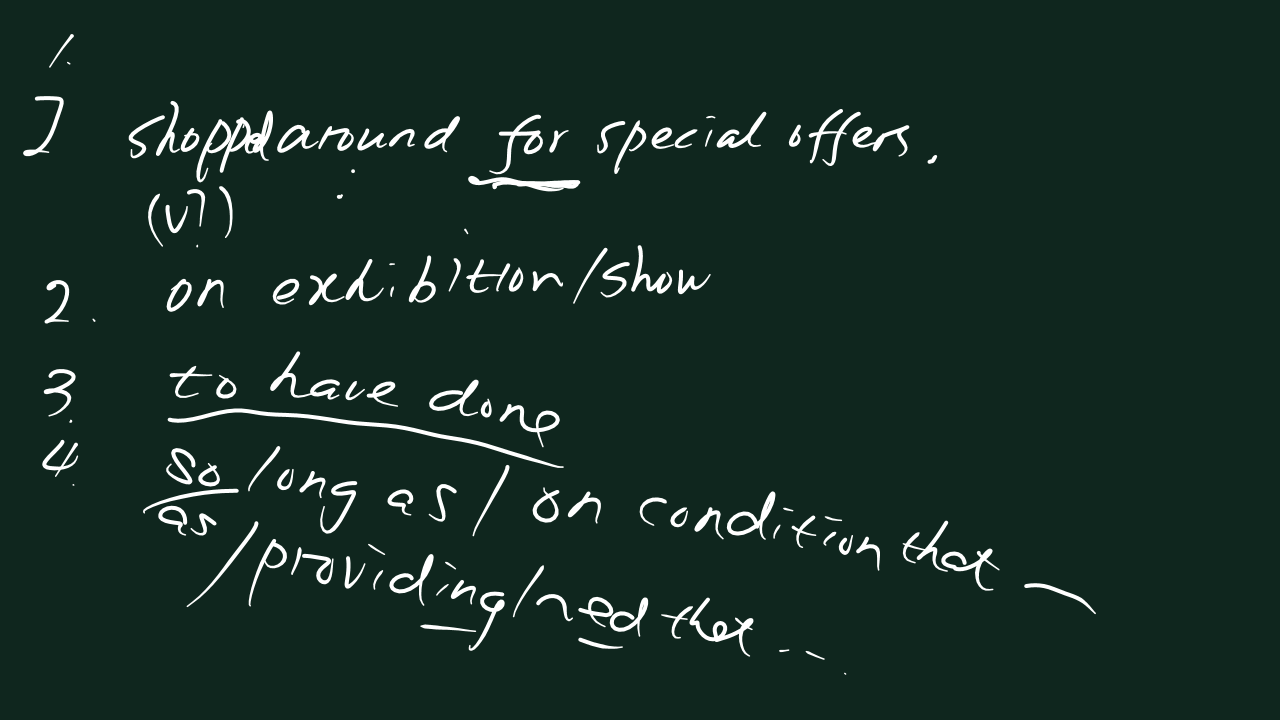 1.
I shopped around for special offers.
(vi)
2. on exhibition/show
3. to have done
4. so long as / on condition that ~
as
/providing/~ed that ...